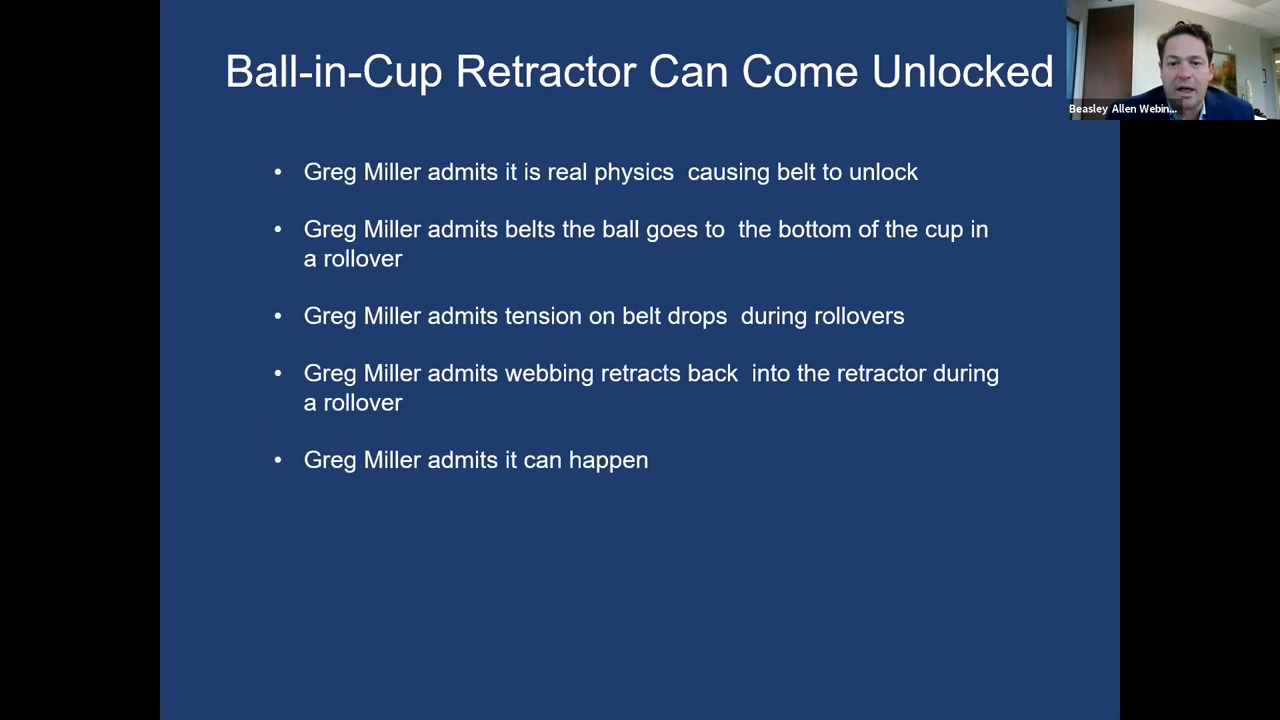 Ball-in-Cup Retractor Can Come Unlocked
Beasley Allen Webin...
• Greg Miller admits it is real physics causing belt to unlock
• Greg Miller admits belts the ball goes to the bottom of the cup in
a rollover
• Greg Miller admits tension on belt drops during rollovers
• Greg Miller admits webbing retracts back into the retractor during
a rollover
• Greg Miller admits it can happen